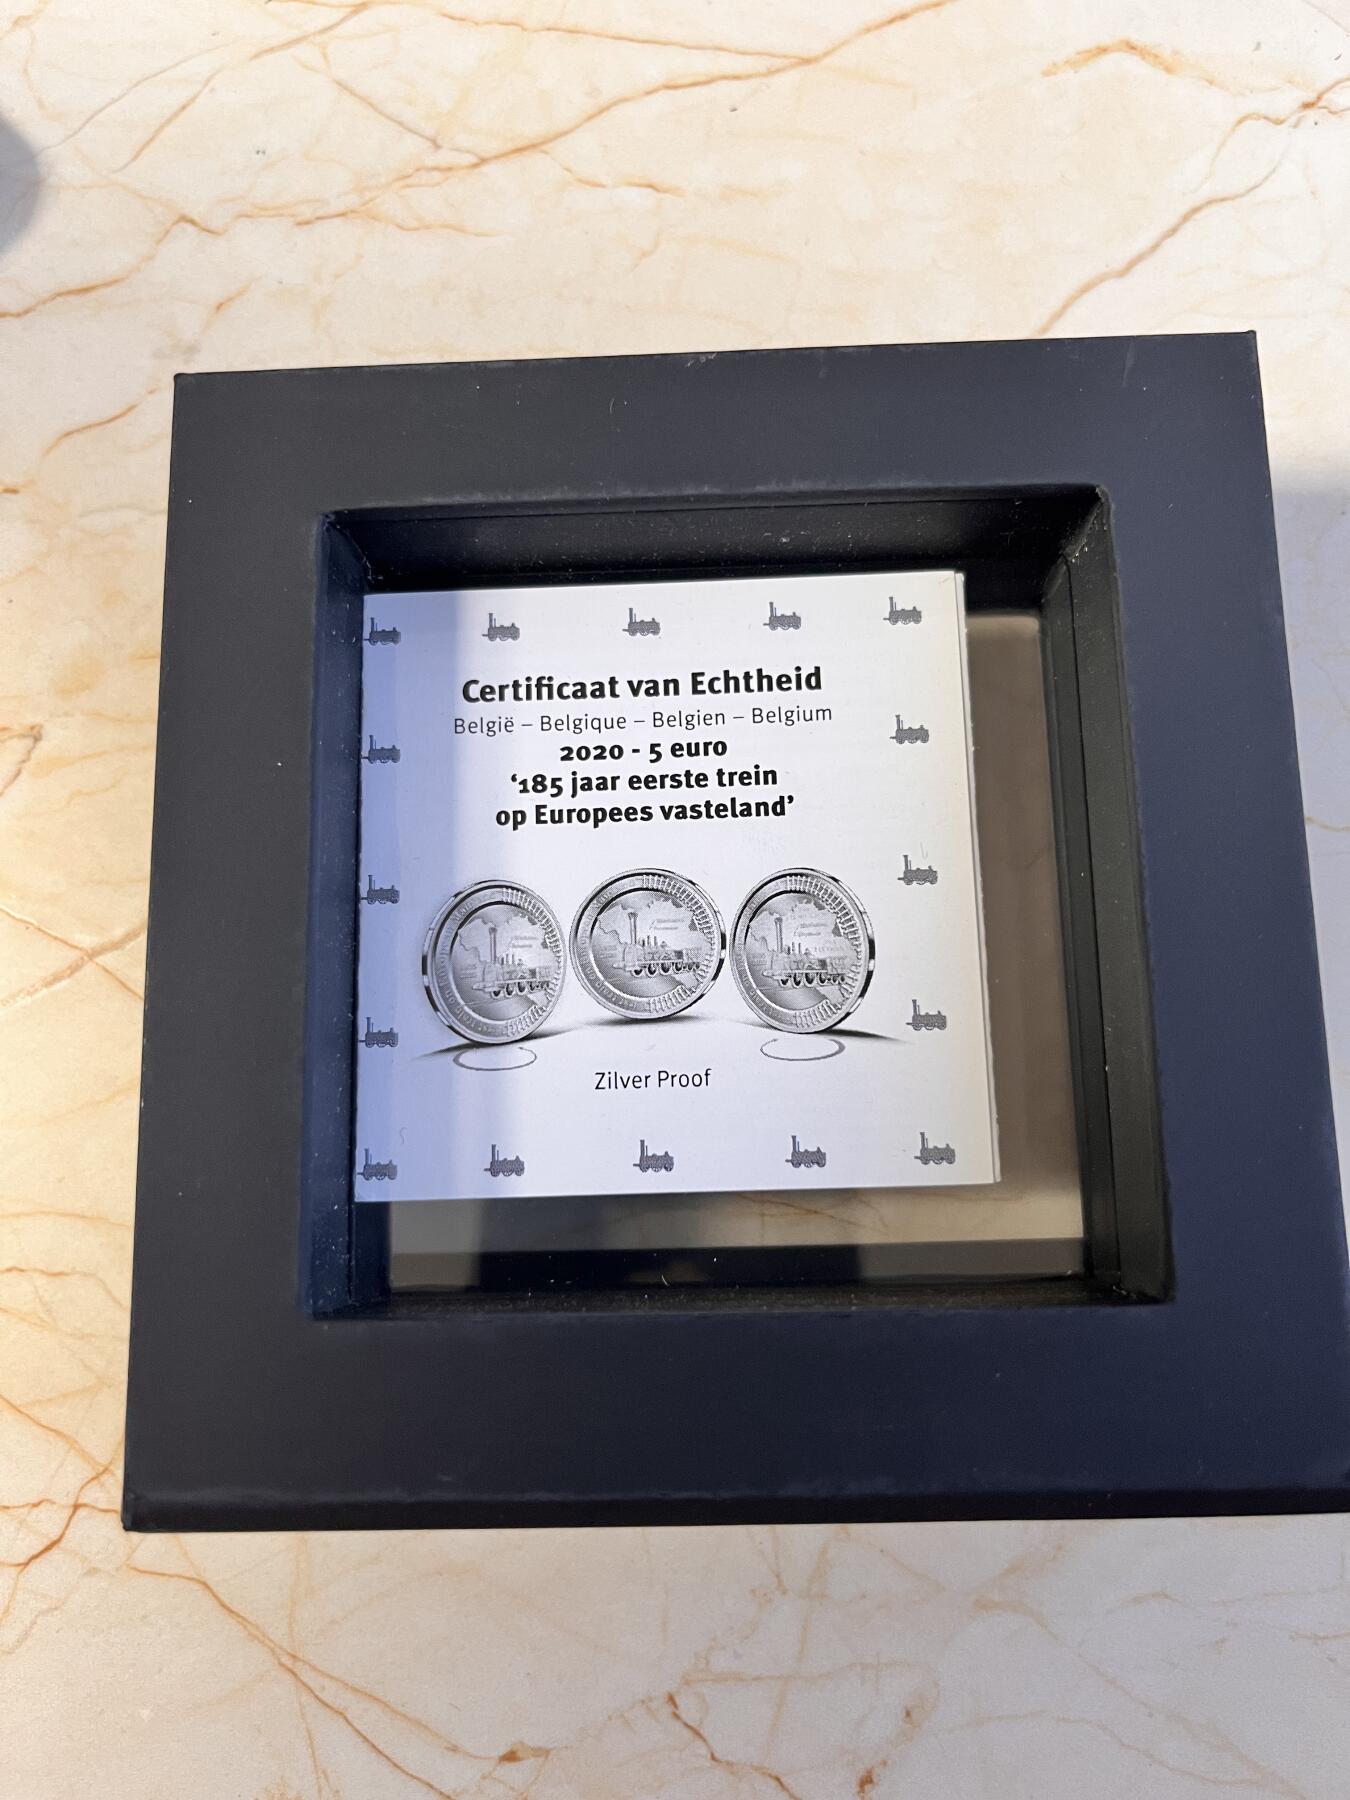 Certificaat van Echtheid
België – Belgique – Belgien – Belgium
2020 - 5 euro
‘185 jaar eerste trein
op Europees vasteland’
Zilver Proof